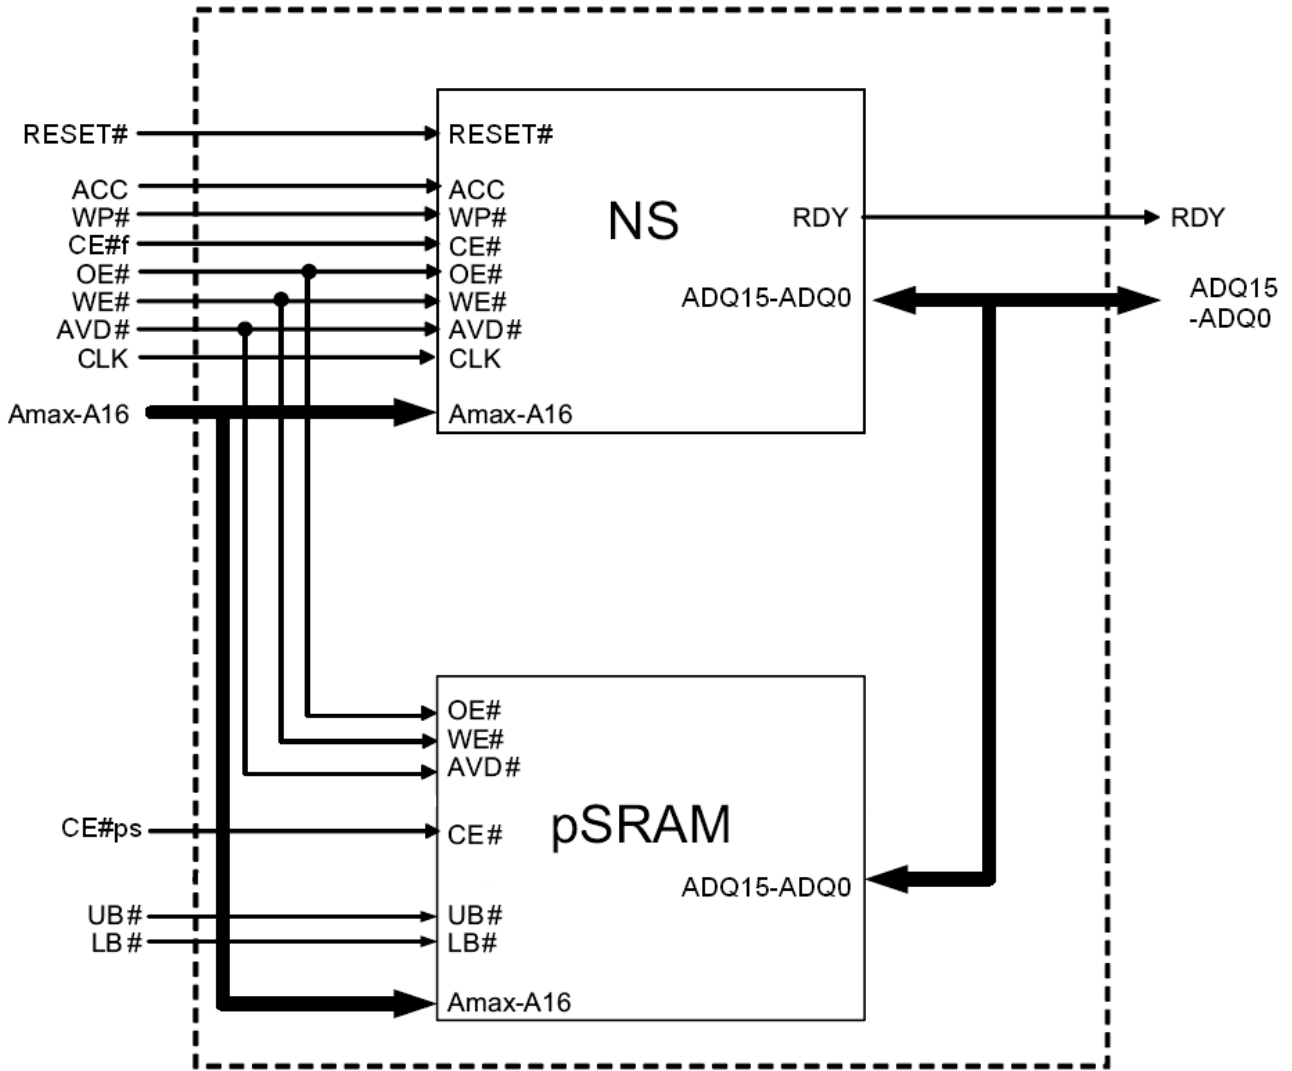 RESET#
ACC
WP#
CE#f
OE#
WE#
AVD#
CLK
Amax-A16
RESET#
ACC
WP#
CE#
OE#
WE#
AVD#
CLK
Amax-A16
NS
RDY
ADQ15-ADQ0
RDY
ADQ15
-ADQ0
CE#ps
UB#
LB#
OE#
WE#
AVD#
CE#
UB#
LB#
Amax-A16
pSRAM
ADQ15-ADQ0